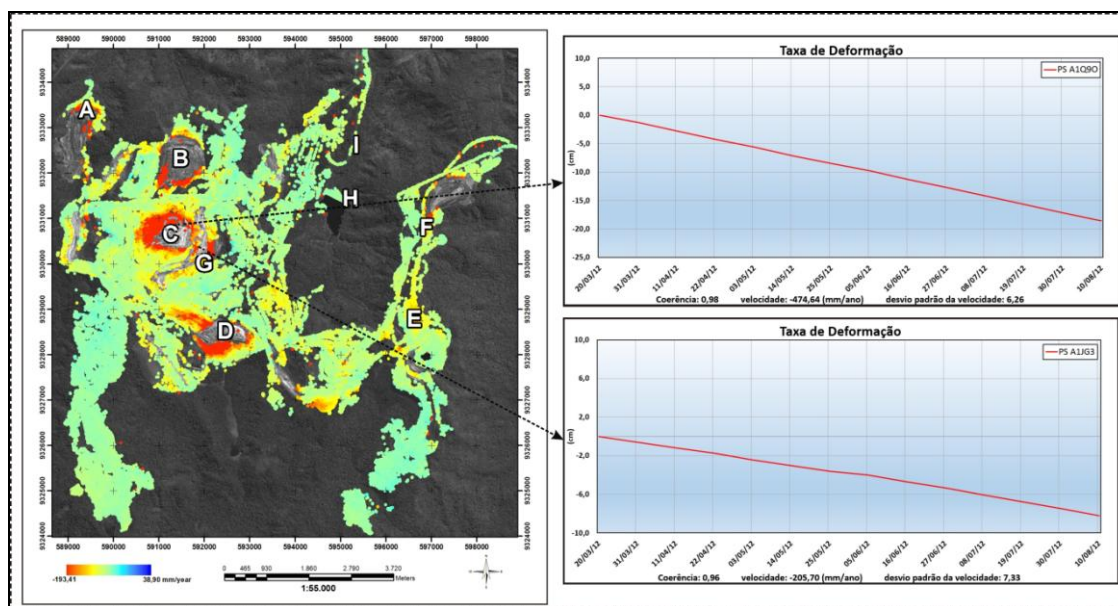 589000 590000 591000 592000 593000 594000 595000 596000 597000 598000
9334000
9333000
9332000
9331000
9330000
9329000
9328000
9327000
9326000
9325000
9324000
A
B
I
H
C
F
G
D
E
589000 590000 591000 592000 593000 594000 595000 596000 597000 598000
-193,41 38,90 mm/year
0 465 930 1.860 2.790 3.720
Meters
1:55.000
Taxa de Deformação
PS A1Q9O
10,0
5,0
0,0
-5,0
-10,0
-15,0
-20,0
-25,0
(cm)
20/03/12 31/03/12 11/04/12 22/04/12 03/05/12 14/05/12 25/05/12 05/06/12 16/06/12 27/06/12 08/07/12 19/07/12 30/07/12 10/08/12
Coerência: 0,98 velocidade: -474,64 (mm/ano) desvio padrão da velocidade: 6,26
Taxa de Deformação
PS A1JG3
10,0
6,0
2,0
-2,0
-6,0
-10,0
(cm)
20/03/12 31/03/12 11/04/12 22/04/12 03/05/12 14/05/12 25/05/12 05/06/12 16/06/12 27/06/12 08/07/12 19/07/12 30/07/12 10/08/12
Coerência: 0,96 velocidade: -205,70 (mm/ano) desvio padrão da velocidade: 7,33